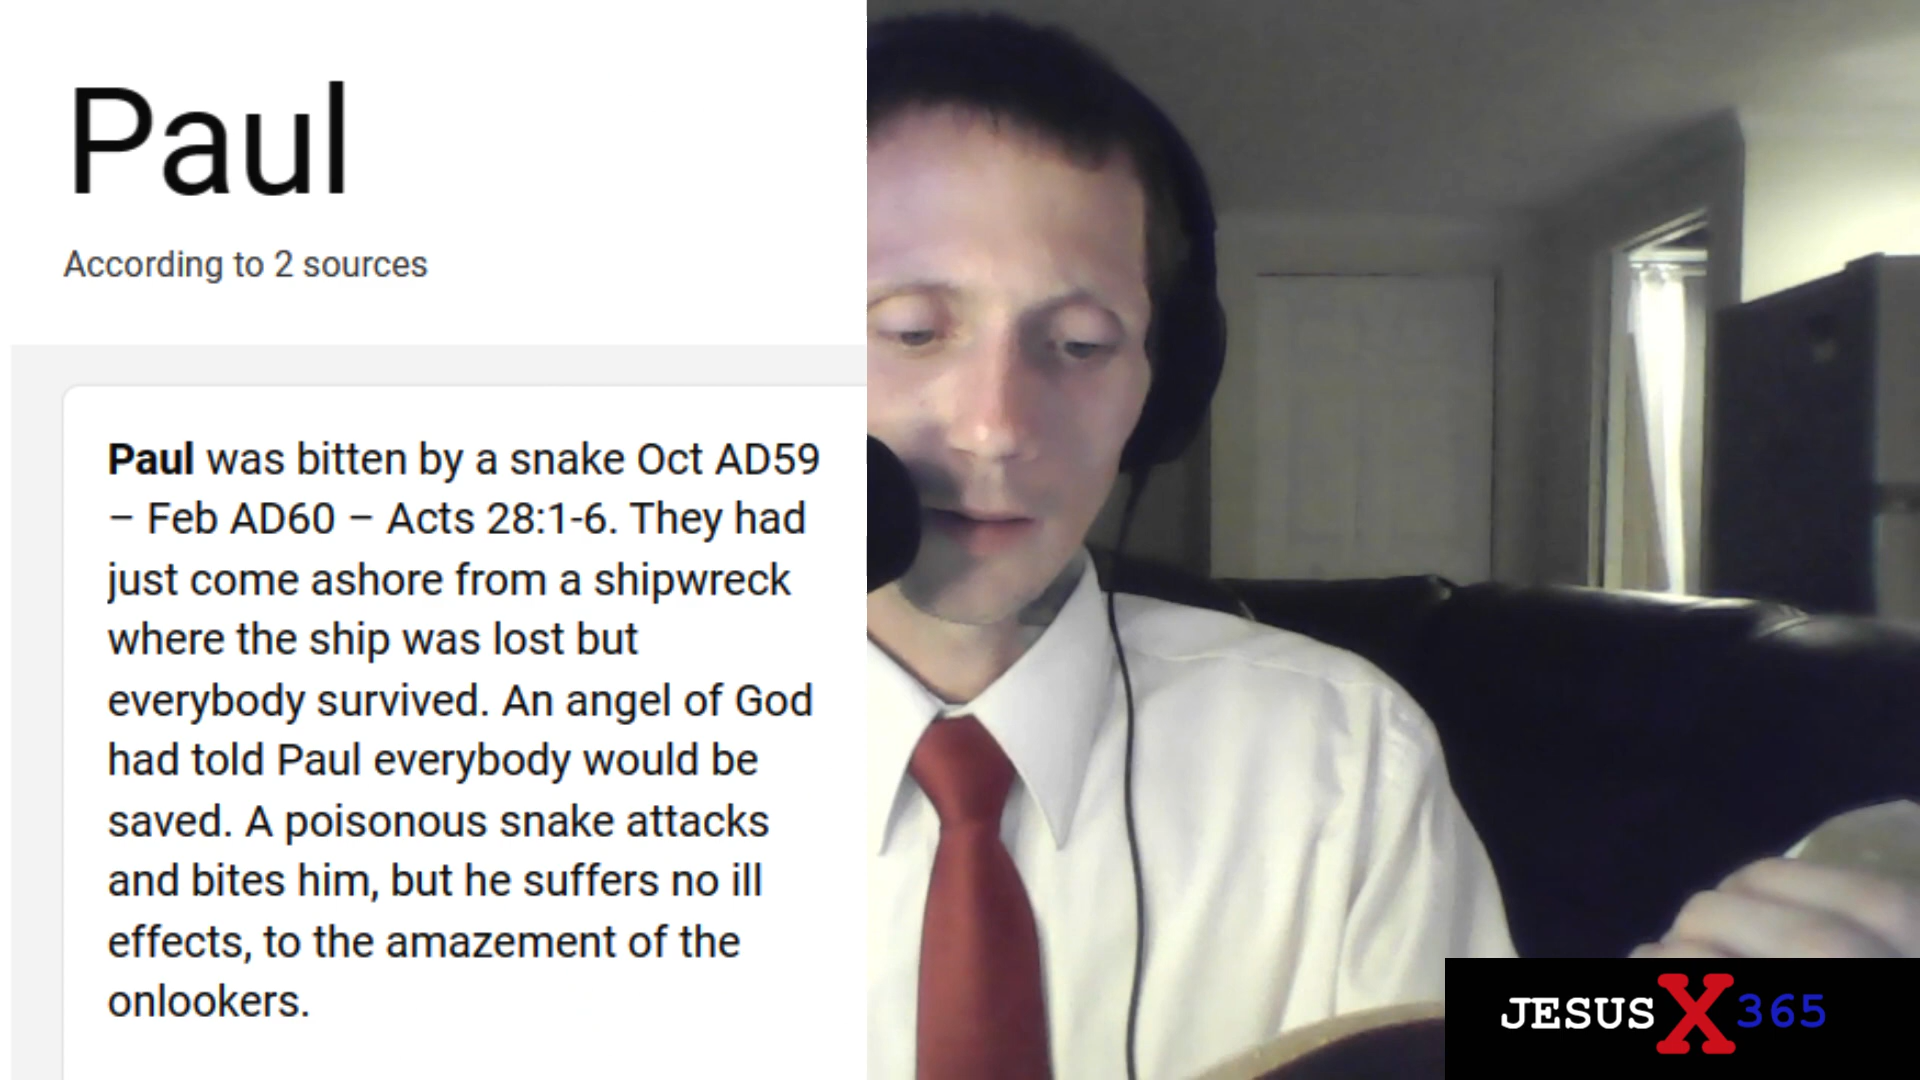 Paul
According to 2 sources
Paul was bitten by a snake Oct AD59
– Feb AD60 – Acts 28:1-6. They had
just come ashore from a shipwreck
where the ship was lost but
everybody survived. An angel of God
had told Paul everybody would be
saved. A poisonous snake attacks
and bites him, but he suffers no ill
effects, to the amazement of the
onlookers.
JESUS X 365